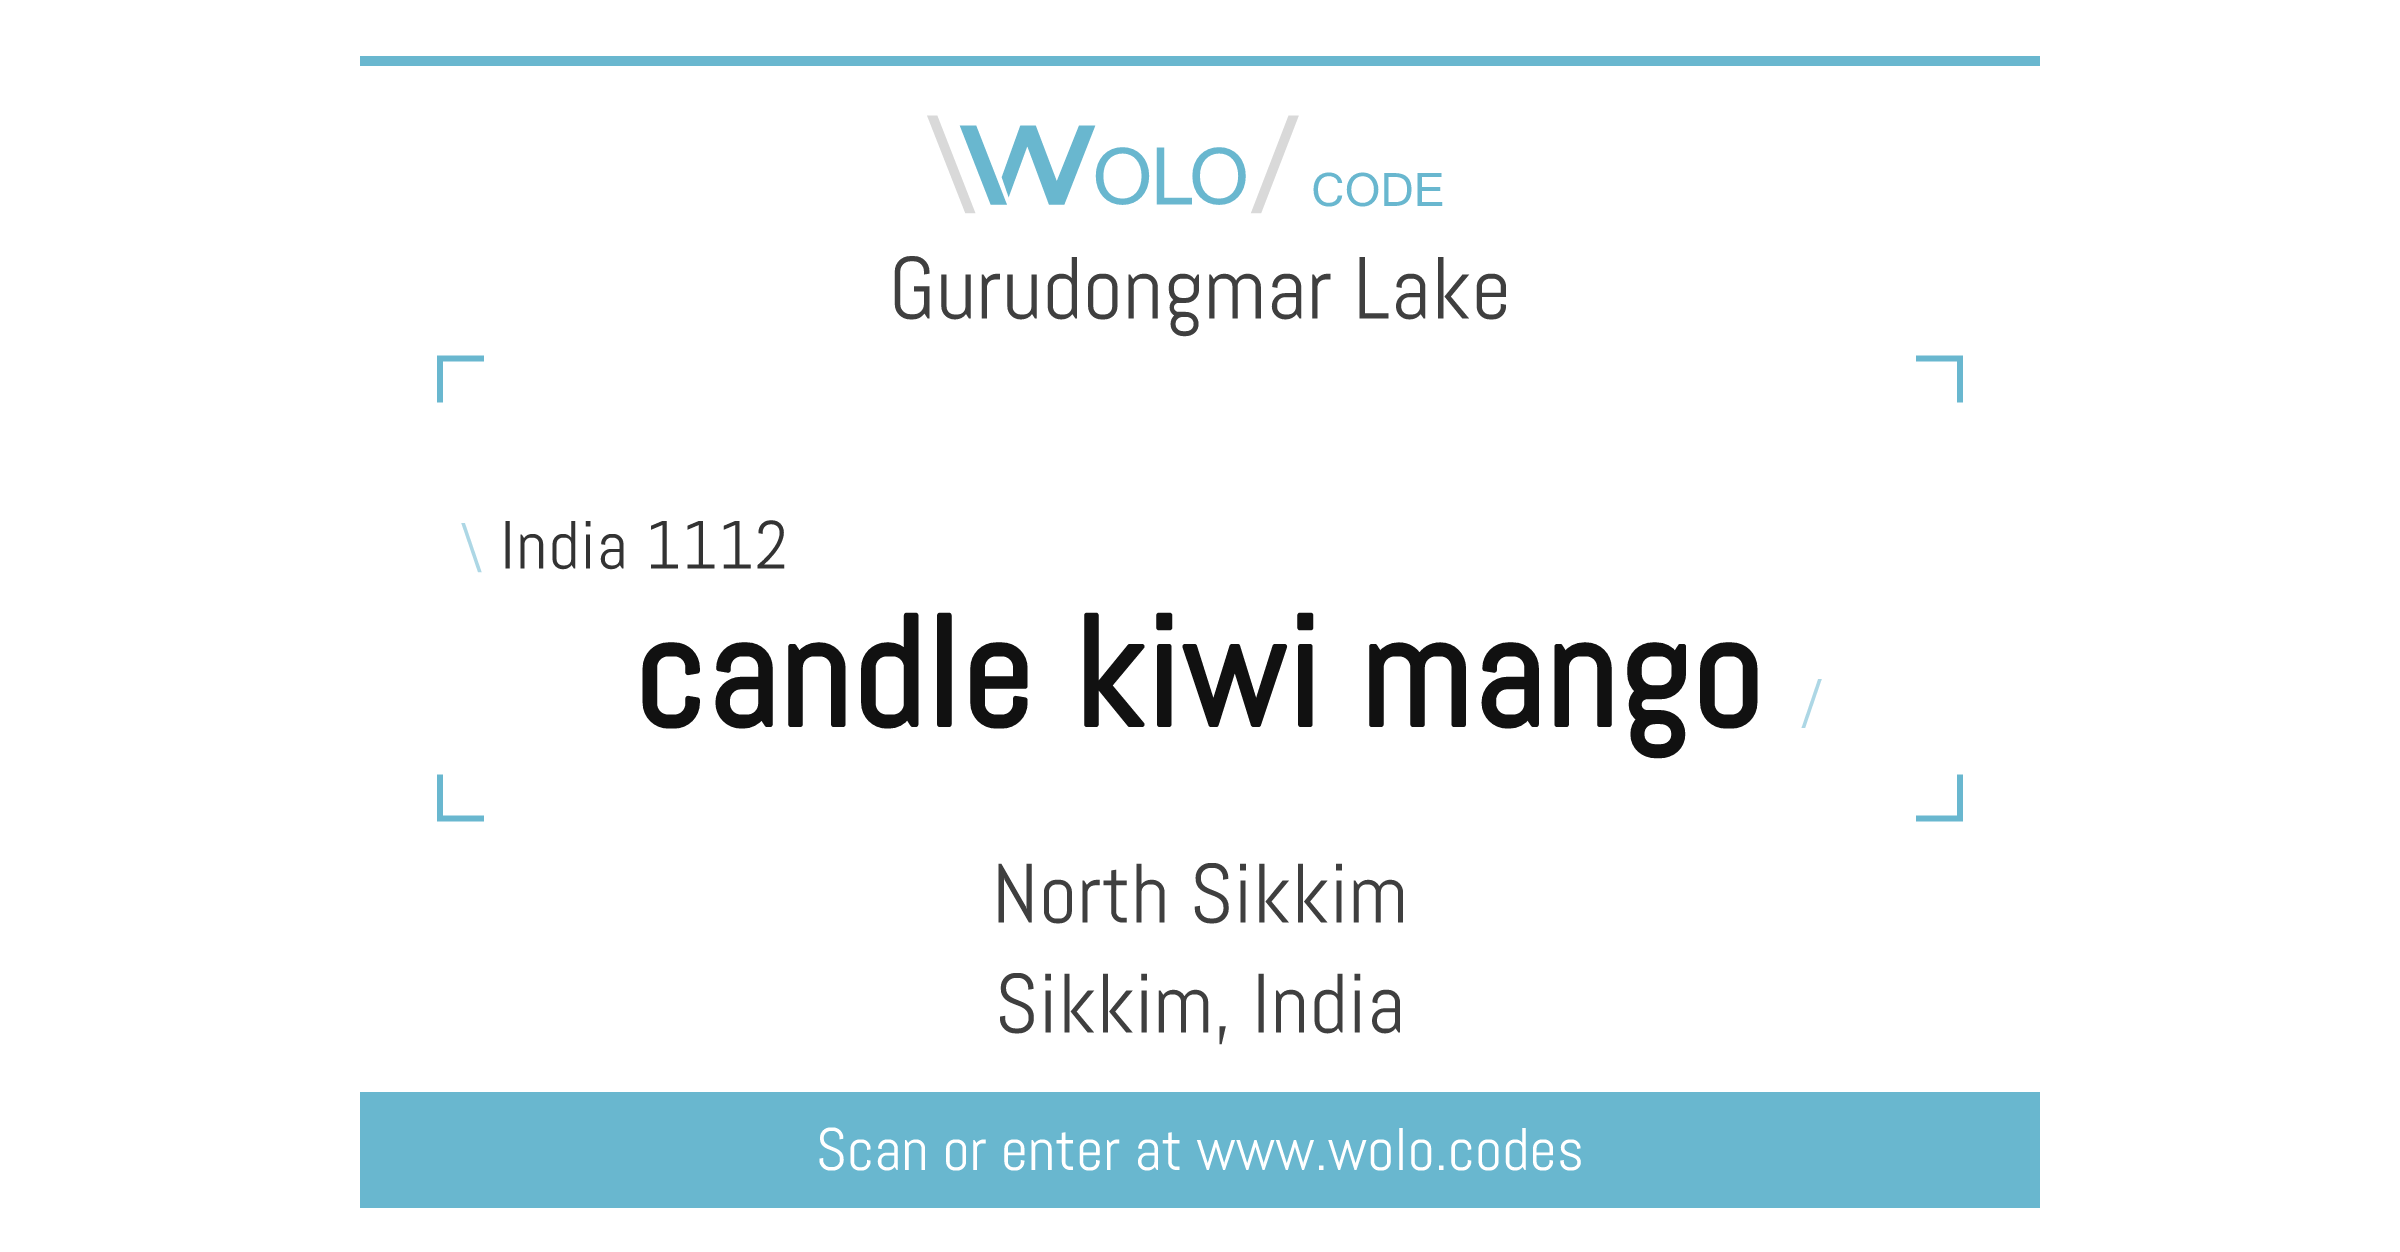 \WOLO/ CODE
Gurudongmar Lake
\ India 1112
candle kiwi mango /
North Sikkim
Sikkim, India
Scan or enter at www.wolo.codes